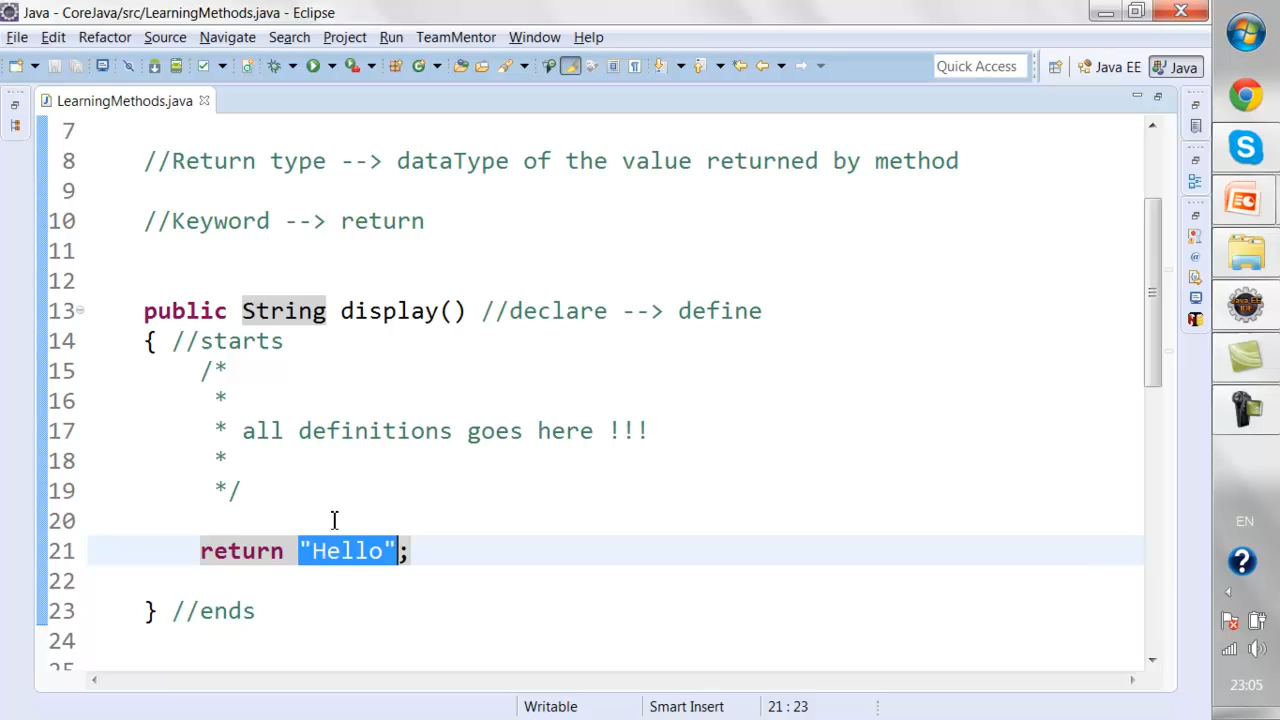 Java - CoreJava/src/LearningMethods.java - Eclipse
File Edit Refactor Source Navigate Search Project Run TeamMentor Window Help
Quick Access
Java EE
Java
LearningMethods.java
7
8 //Return type --> dataType of the value returned by method
9
10 //Keyword --> return
11
12
13 public String display() //declare --> define
14 { //starts
15 /*
16 *
17 * all definitions goes here !!!
18 *
19 */
20
21 return "Hello";
22
23 } //ends
24
25
Writable
Smart Insert
21 : 23
EN
23:05